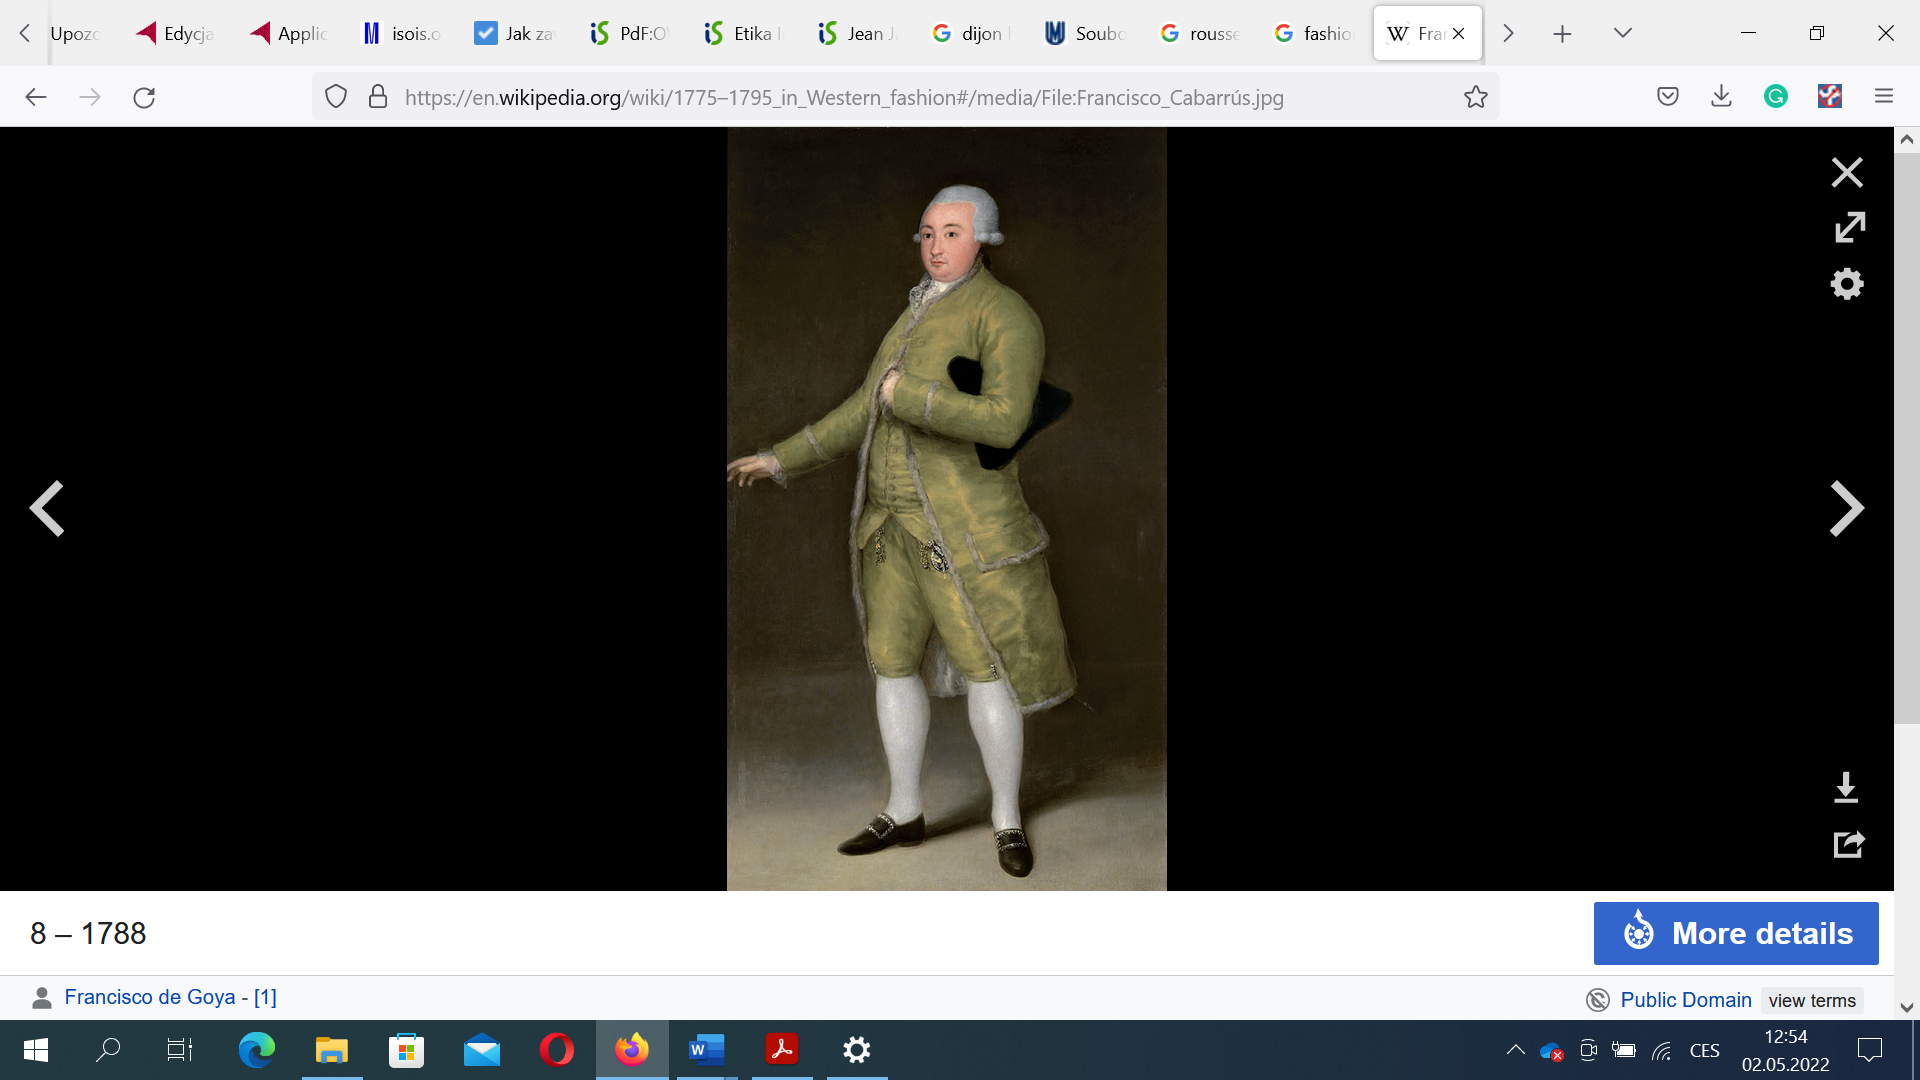 Upozo
Edycja
Applic
isois.o
Jak za
PdF:O
Etika I
Jean Ja
dijon
Soubo
rousse
fashio
Fra
https://en.wikipedia.org/wiki/1775–1795_in_Western_fashion#/media/File:Francisco_Cabarrús.jpg
8 – 1788
More details
Francisco de Goya - [1]
Public Domain
view terms
CES
12:54
02.05.2022